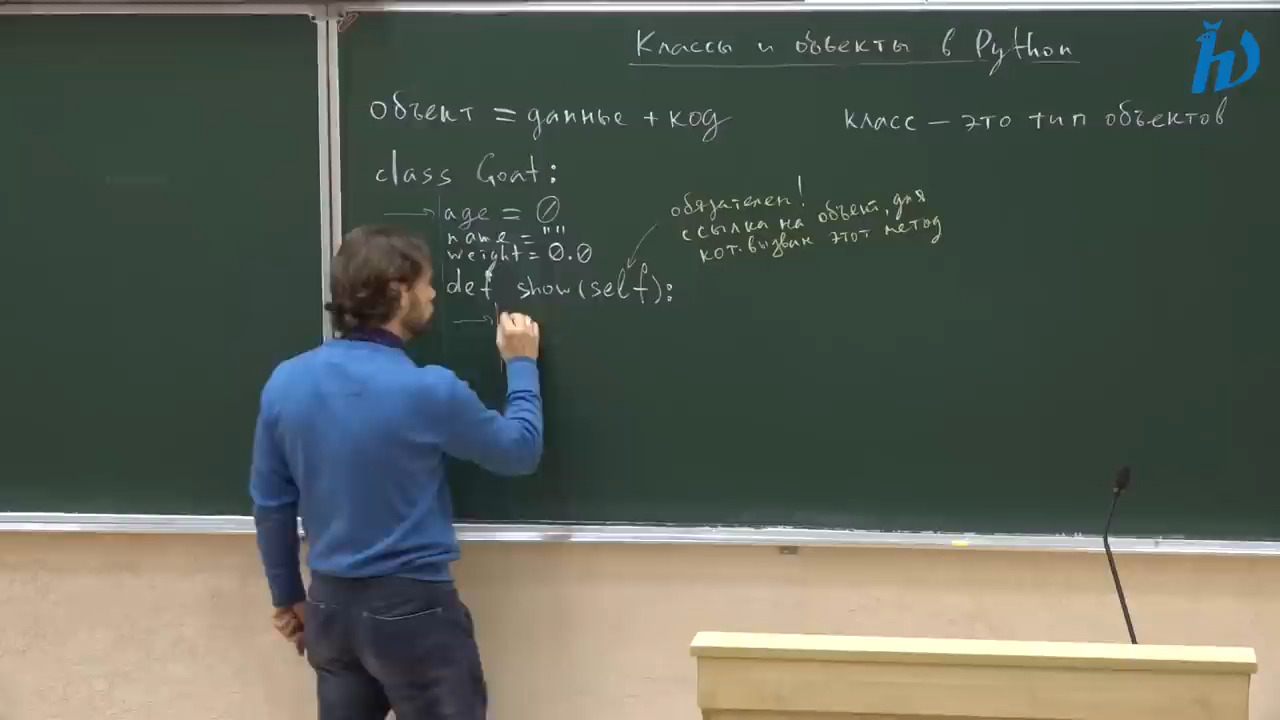 Классы и объекты в Python
объект = данные + код
класс – это тип объектов
class Goat:
age = 0
name = ""
weight = 0.0
def show(self):
обязателен!
ссылка на объект, для
кот. вызван этот метод